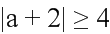 |a + 2| ≥ 4